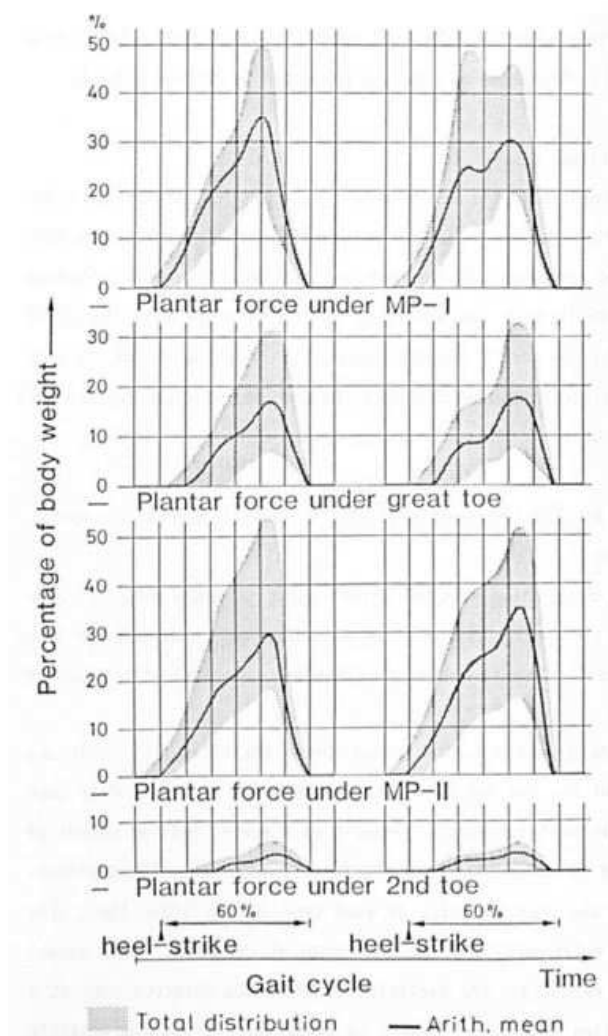 %
50
40
30
20
10
0
Plantar force under MP-I
30
20
10
0
Plantar force under great toe
50
40
30
20
10
0
Plantar force under MP-II
10
0
Plantar force under 2nd toe
Percentage of body weight
60% 60%
heel strike heel strike
Gait cycle Time
Total distribution Arith. mean